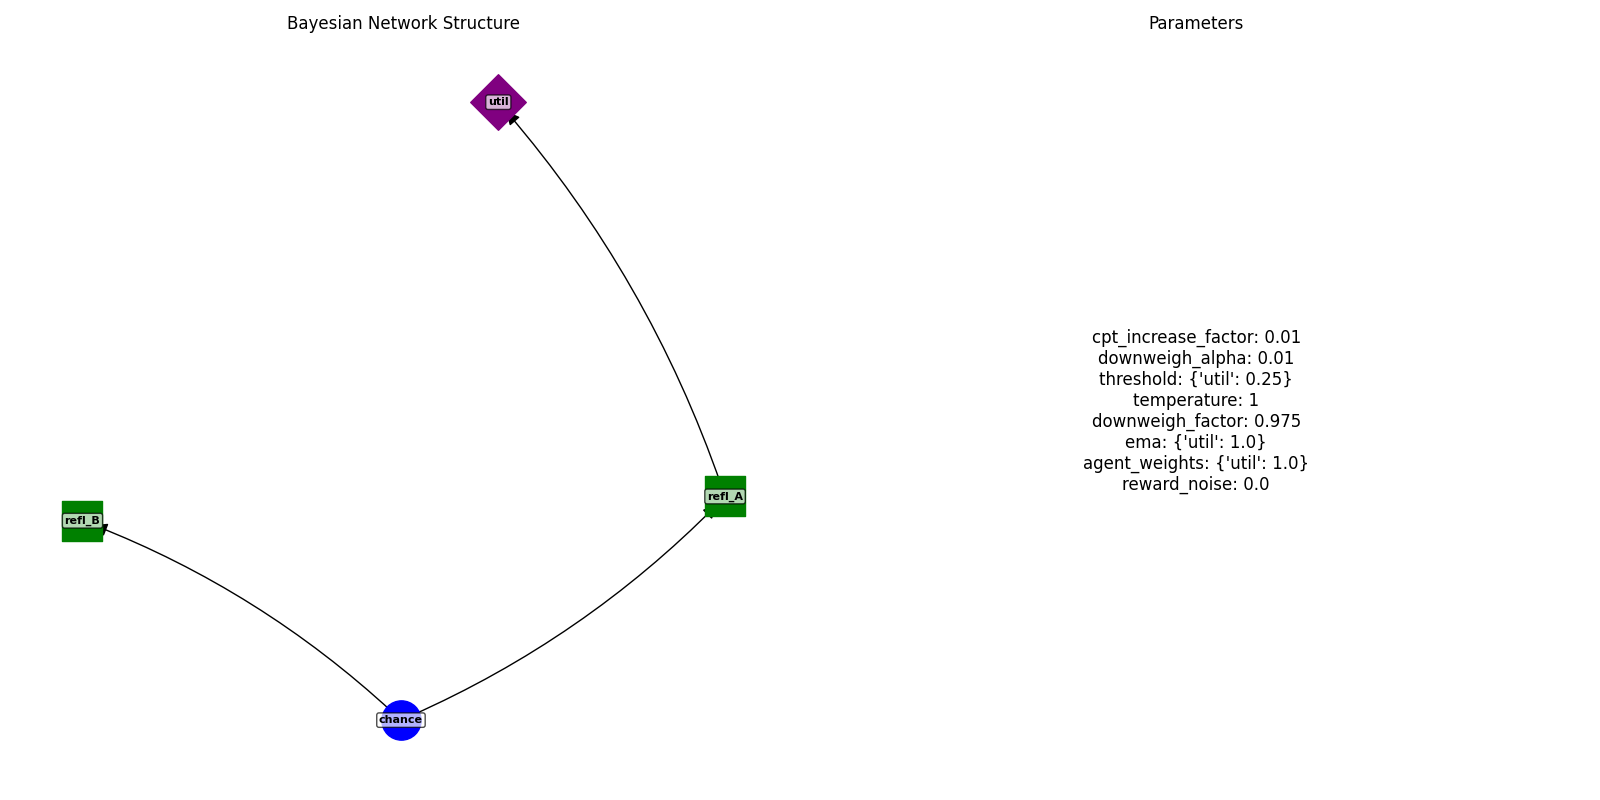 Bayesian Network Structure
util
refl_A
refl_B
chance
Parameters
cpt_increase_factor: 0.01
downweigh_alpha: 0.01
threshold: {'util': 0.25}
temperature: 1
downweigh_factor: 0.975
ema: {'util': 1.0}
agent_weights: {'util': 1.0}
reward_noise: 0.0